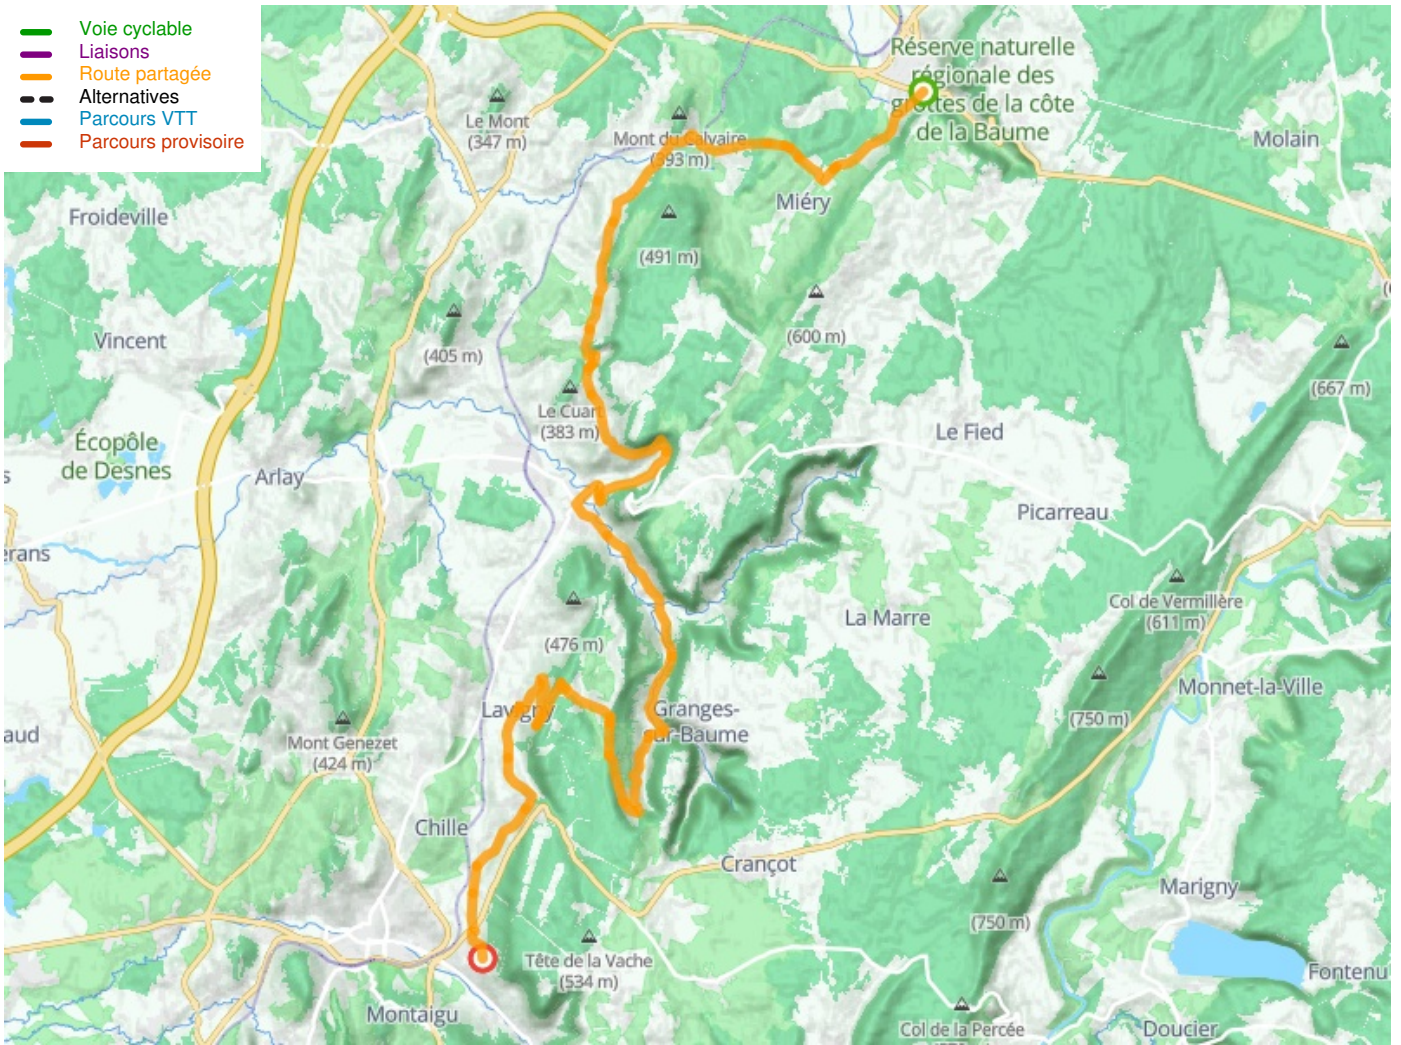 Voie cyclable
Liaisons
Route partagée
Alternatives
Parcours VTT
Parcours provisoire
Réserve naturelle
régionale des
grottes de la côte
de la Baume
Le Mont
(347 m)
Mont du Calvaire
(393 m)
Molain
Miéry
Froideville
(491 m)
(600 m)
Vincent
(405 m)
(667 m)
Le Cuart
(383 m)
Le Fied
Écopôle
de Desnes
Arlay
Picarreau
erans
Col de Vermillère
(611 m)
La Marre
(476 m)
Monnet-la-Ville
Lavigny
Granges-
sur-Baume
(750 m)
aud
Mont Genezet
(424 m)
Chille
Crançot
Marigny
(750 m)
Tête de la Vache
(534 m)
Fontenu
Montaigu
Col de la Percée
Doucier